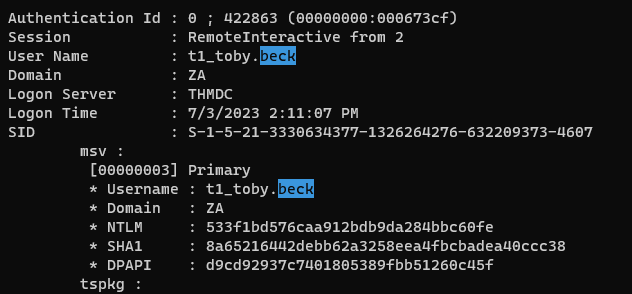 Authentication Id : 0 ; 422863 (00000000:000673cf)
Session           : RemoteInteractive from 2
User Name         : t1_toby.beck
Domain            : ZA
Logon Server      : THMDC
Logon Time        : 7/3/2023 2:11:07 PM
SID               : S-1-5-21-3330634377-1326264276-632209373-4607
        msv :
         [00000003] Primary
         * Username : t1_toby.beck
         * Domain   : ZA
         * NTLM     : 533f1bd576caa912bdb9da284bbc60fe
         * SHA1     : 8a65216442debb62a3258eea4fbcbadea40ccc38
         * DPAPI    : d9cd92937c7401805389fbb51260c45f
        tspkg :